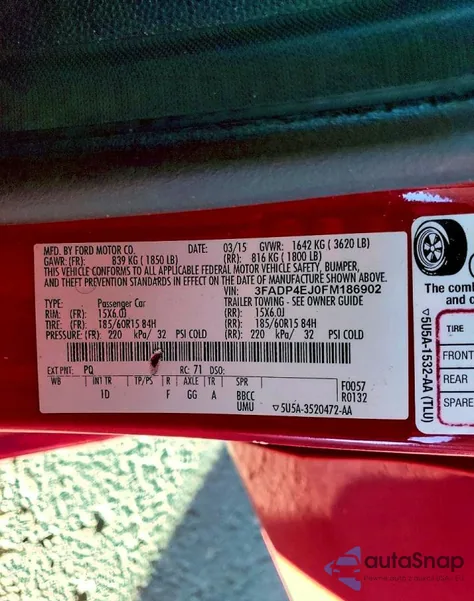 MFD. BY FORD MOTOR CO. DATE: 03/15 GVWR: 1642 KG ( 3620 LB)
GAWR: (FR): 839 KG ( 1850 LB) (RR): 816 KG ( 1800 LB)
THIS VEHICLE CONFORMS TO ALL APPLICABLE FEDERAL MOTOR VEHICLE SAFETY, BUMPER,
AND THEFT PREVENTION STANDARDS IN EFFECT ON THE DATE OF MANUFACTURE SHOWN ABOVE.
VIN: 3FADP4EJ0FM186902
TYPE: Passenger Car TRAILER TOWING - SEE OWNER GUIDE
RIM: (FR): 15X6.0J (RR): 15X6.0J
TIRE: (FR): 185/60R15 84H (RR): 185/60R15 84H
PRESSURE: (FR): 220 kPa/ 32 PSI COLD (RR): 220 kPa/ 32 PSI COLD
EXT PNT: PQ RC: 71 DSO:
WB INT TR TP/PS R AXLE TR SPR F0057
ID F GG A BBCC R0132
UMU ▽5U5A-3520472-AA
The comb
and o
▽5U5A-1532-AA (TLU)
TIRE
FRONT
REAR
SPARE
autoSnap